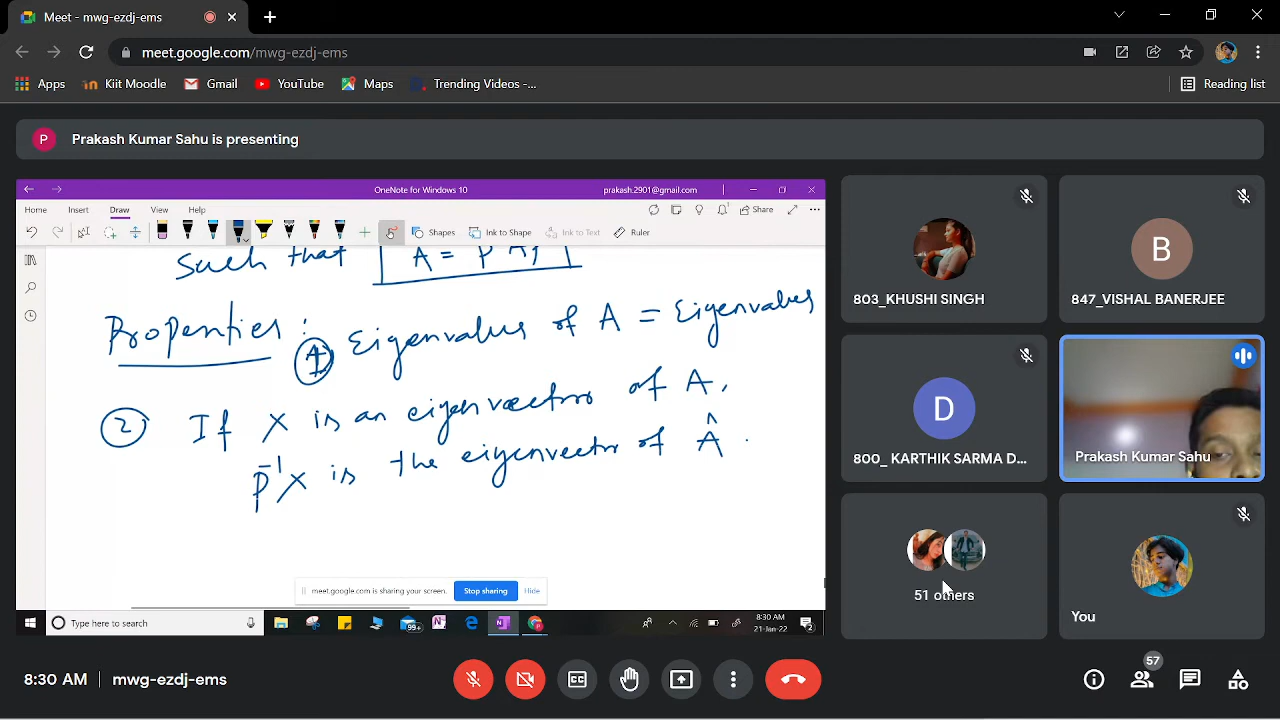 Meet - mwg-ezdj-ems
meet.google.com/mwg-ezdj-ems
Apps
Kiit Moodle
Gmail
YouTube
Maps
Trending Videos -...
Reading list
P
Prakash Kumar Sahu is presenting
OneNote for Windows 10
prakash.2901@gmail.com
Home Insert Draw View Help
Share
Shapes
Ink to Shape
Ink to Text
Ruler
Such that
Properties : ① Eigenvalues of A = Eigenvalues
② If X is an eigenvector of A,
P⁻¹X is the eigenvector of Â .
meet.google.com is sharing your screen. Stop sharing Hide
Type here to search
99+
8:30 AM
21-Jan-22
2
803_KHUSHI SINGH
B
847_VISHAL BANERJEE
D
800_ KARTHIK SARMA D...
Prakash Kumar Sahu
51 others
You
8:30 AM | mwg-ezdj-ems
57